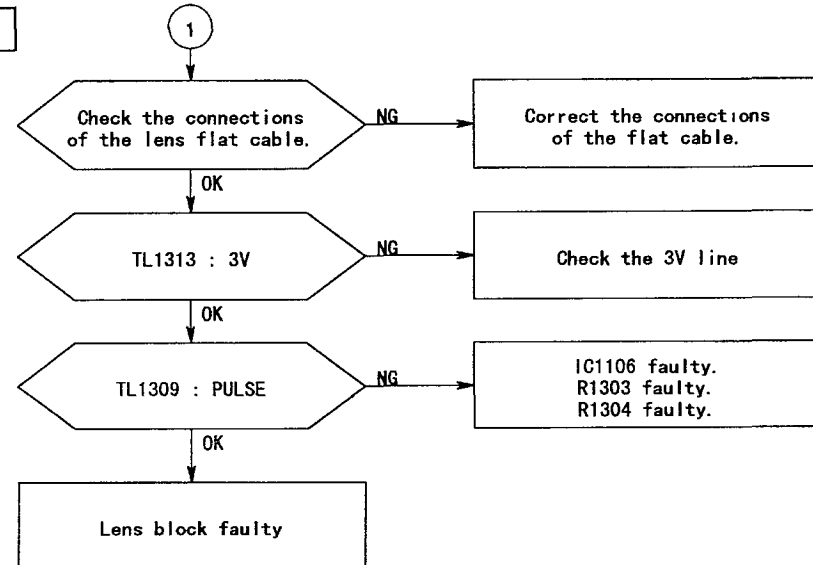 1
Check the connections
of the lens flat cable.
NG
Correct the connections
of the flat cable.
OK
TL1313 : 3V
NG
Check the 3V line
OK
TL1309 : PULSE
NG
IC1106 faulty.
R1303 faulty.
R1304 faulty.
OK
Lens block faulty